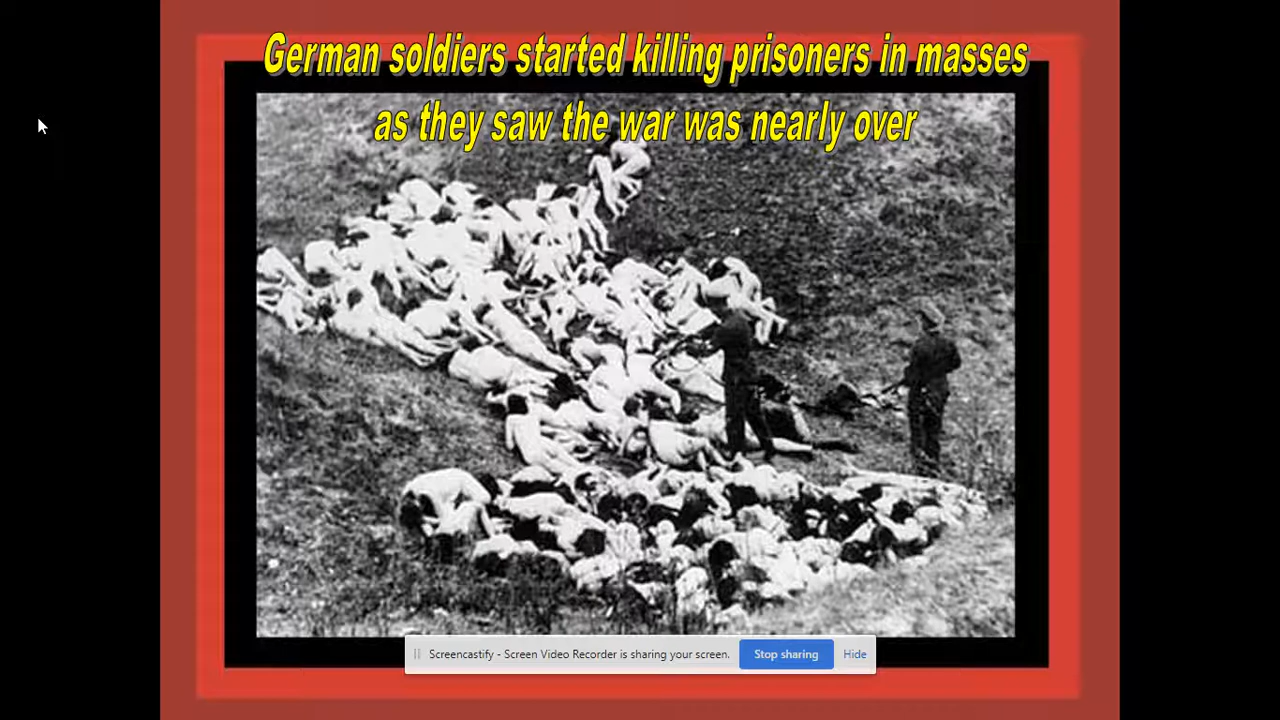 German soldiers started killing prisoners in masses
as they saw the war was nearly over
Screencastify - Screen Video Recorder is sharing your screen. Stop sharing Hide